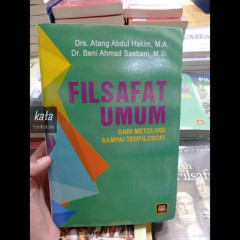 Drs. Atang Abdul Hakim, M.A.
Dr. Beni Ahmad Saebani, M.Si.
FILSAFAT
UMUM
DARI METOLOGI
SAMPAI TEOFILOSOFI
kata